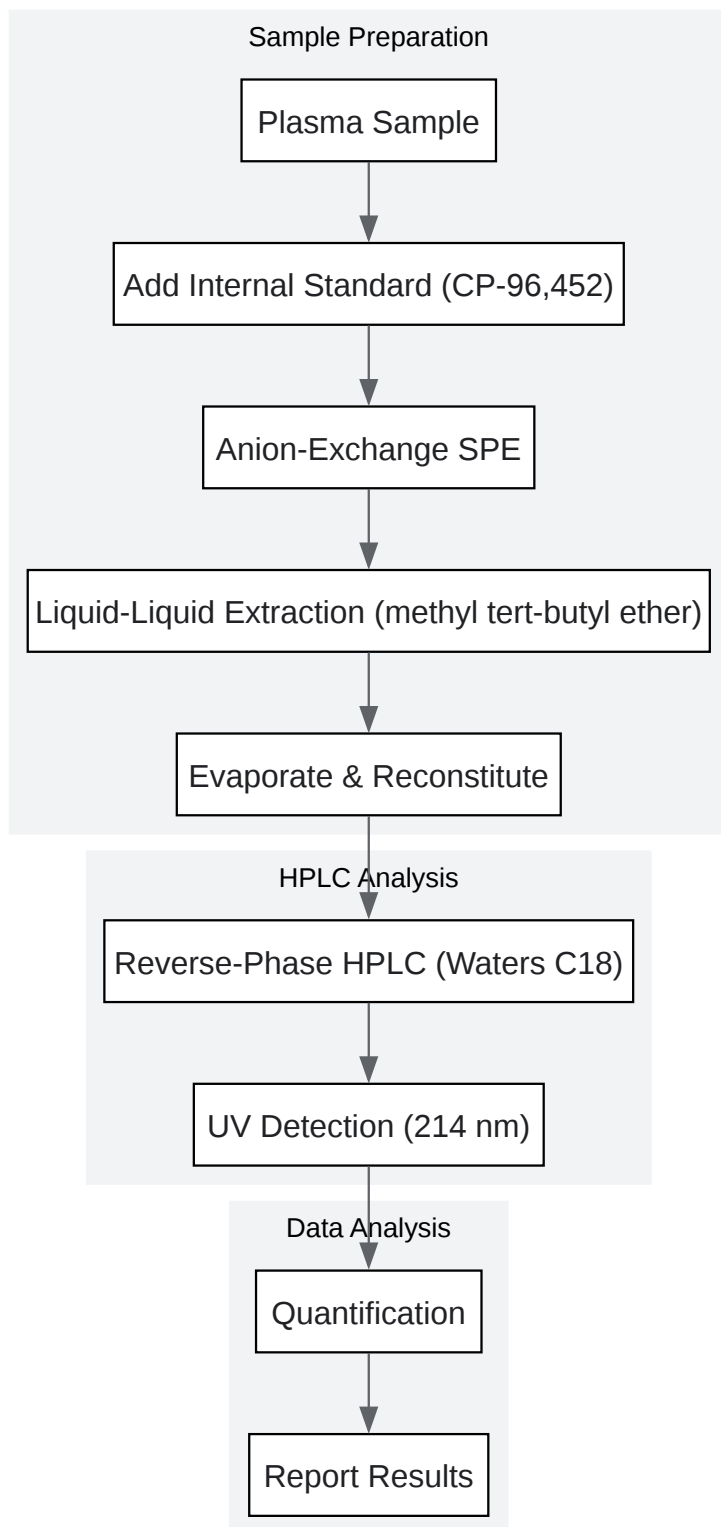 Sample Preparation
Plasma Sample
Add Internal Standard (CP-96,452)
Anion-Exchange SPE
Liquid-Liquid Extraction (methyl tert-butyl ether)
Evaporate & Reconstitute
HPLC Analysis
Reverse-Phase HPLC (Waters C18)
UV Detection (214 nm)
Data Analysis
Quantification
Report Results